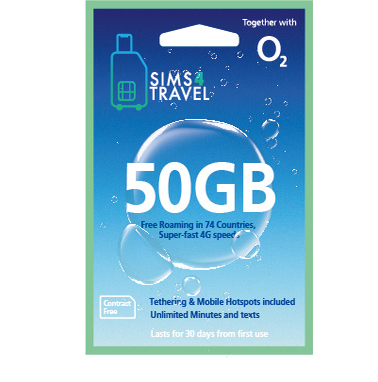 Together with
O2
SIMS4
TRAVEL
50GB
Free Roaming in 74 Countries,
Super-fast 4G speed.
Contract
Free
Tethering & Mobile Hotspots included
Unlimited Minutes and texts
Lasts for 30 days from first use